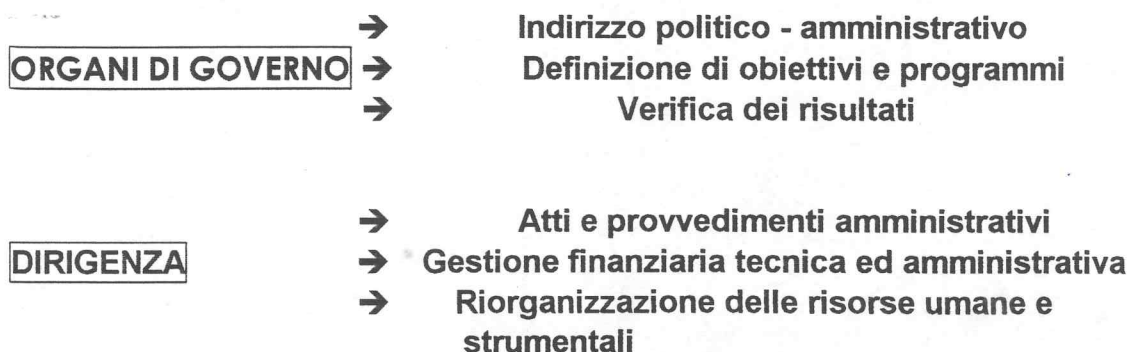 ➔ Indirizzo politico - amministrativo
ORGANI DI GOVERNO ➔ Definizione di obiettivi e programmi
➔ Verifica dei risultati
➔ Atti e provvedimenti amministrativi
DIRIGENZA ➔ Gestione finanziaria tecnica ed amministrativa
➔ Riorganizzazione delle risorse umane e
strumentali